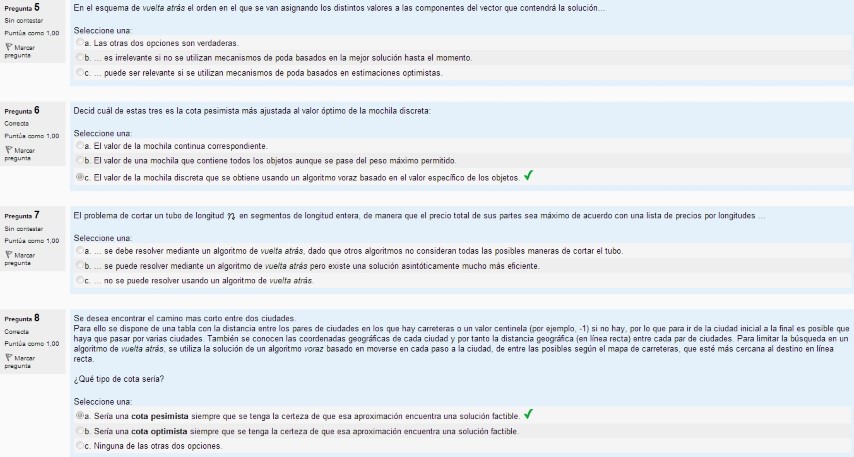 Pregunta 5
Sin contestar
Puntúa como 1,00
Marcar
pregunta
En el esquema de vuelta atrás el orden en el que se van asignando los distintos valores a las componentes del vector que contendrá la solución...
Seleccione una:
a. Las otras dos opciones son verdaderas.
b. ... es irrelevante si no se utilizan mecanismos de poda basados en la mejor solución hasta el momento.
c. ... puede ser relevante si se utilizan mecanismos de poda basados en estimaciones optimistas.
Pregunta 6
Correcta
Puntúa como 1,00
Marcar
pregunta
Decid cuál de estas tres es la cota pesimista más ajustada al valor óptimo de la mochila discreta:
Seleccione una:
a. El valor de la mochila continua correspondiente.
b. El valor de una mochila que contiene todos los objetos aunque se pase del peso máximo permitido.
c. El valor de la mochila discreta que se obtiene usando un algoritmo voraz basado en el valor específico de los objetos.
Pregunta 7
Sin contestar
Puntúa como 1,00
Marcar
pregunta
El problema de cortar un tubo de longitud n en segmentos de longitud entera, de manera que el precio total de sus partes sea máximo de acuerdo con una lista de precios por longitudes ...
Seleccione una:
a. ... se debe resolver mediante un algoritmo de vuelta atrás, dado que otros algoritmos no consideran todas las posibles maneras de cortar el tubo.
b. ... se puede resolver mediante un algoritmo de vuelta atrás pero existe una solución asintóticamente mucho más eficiente.
c. ... no se puede resolver usando un algoritmo de vuelta atrás.
Pregunta 8
Correcta
Puntúa como 1,00
Marcar
pregunta
Se desea encontrar el camino mas corto entre dos ciudades.
Para ello se dispone de una tabla con la distancia entre los pares de ciudades en los que hay carreteras o un valor centinela (por ejemplo, -1) si no hay, por lo que para ir de la ciudad inicial a la final es posible que
haya que pasar por varias ciudades. También se conocen las coordenadas geográficas de cada ciudad y por tanto la distancia geográfica (en línea recta) entre cada par de ciudades. Para limitar la búsqueda en un
algoritmo de vuelta atrás, se utiliza la solución de un algoritmo voraz basado en moverse en cada paso a la ciudad, de entre las posibles según el mapa de carreteras, que esté más cercana al destino en línea
recta.
¿Qué tipo de cota sería?
Seleccione una:
a. Sería una cota pesimista siempre que se tenga la certeza de que esa aproximación encuentra una solución factible.
b. Sería una cota optimista siempre que se tenga la certeza de que esa aproximación encuentra una solución factible.
c. Ninguna de las otras dos opciones.